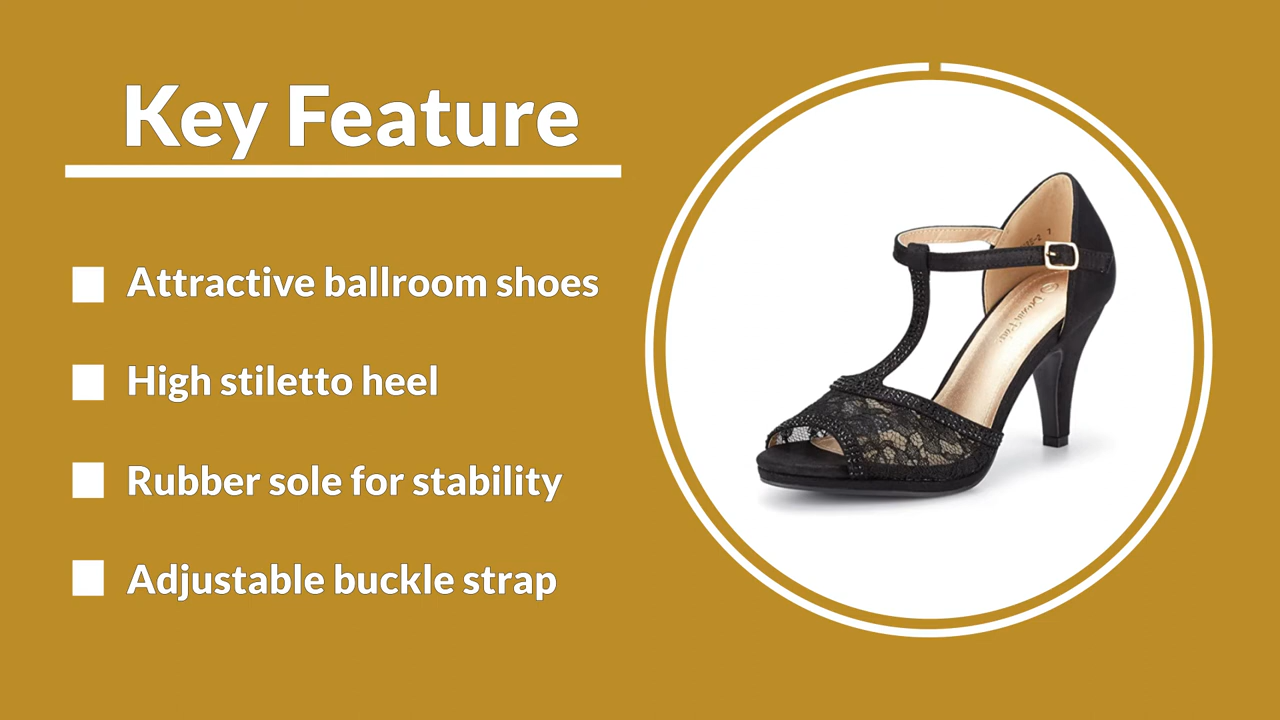 Key Feature
Attractive ballroom shoes
High stiletto heel
Rubber sole for stability
Adjustable buckle strap